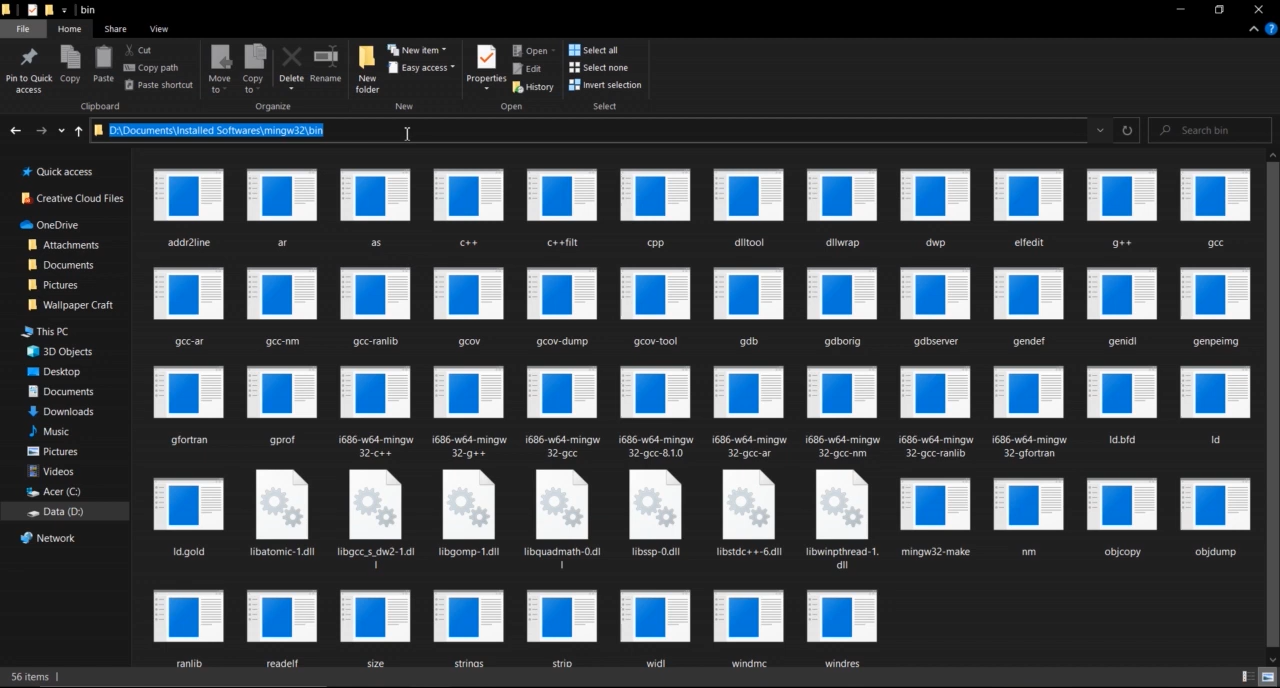 bin
File Home Share View
Pin to Quick access
Copy
Paste
Cut
Copy path
Paste shortcut
Clipboard
Move to
Copy to
Delete
Rename
Organize
New folder
New item
Easy access
New
Properties
Open
Edit
History
Open
Select all
Select none
Invert selection
Select
D:\Documents\Installed Softwares\mingw32\bin
Search bin
Quick access
Creative Cloud Files
OneDrive
Attachments
Documents
Pictures
Wallpaper Craft
This PC
3D Objects
Desktop
Documents
Downloads
Music
Pictures
Videos
Acer (C:)
Data (D:)
Network
addr2line ar as c++ c++filt cpp dlltool dllwrap dwp elfedit g++ gcc
gcc-ar gcc-nm gcc-ranlib gcov gcov-dump gcov-tool gdb gdborig gdbserver gendef genidl genpeimg
gfortran gprof i686-w64-mingw i686-w64-mingw i686-w64-mingw i686-w64-mingw i686-w64-mingw i686-w64-mingw i686-w64-mingw i686-w64-mingw ld.bfd ld
32-c++ 32-g++ 32-gcc 32-gcc-8.1.0 32-gcc-ar 32-gcc-nm 32-gcc-ranlib 32-gfortran
ld.gold libatomic-1.dll libgcc_s_dw2-1.dl libgomp-1.dll libquadmath-0.dl libssp-0.dll libstdc++-6.dll libwinpthread-1. mingw32-make nm objcopy objdump
l l dll
ranlib readelf size strings strip widl windmc windres
56 items